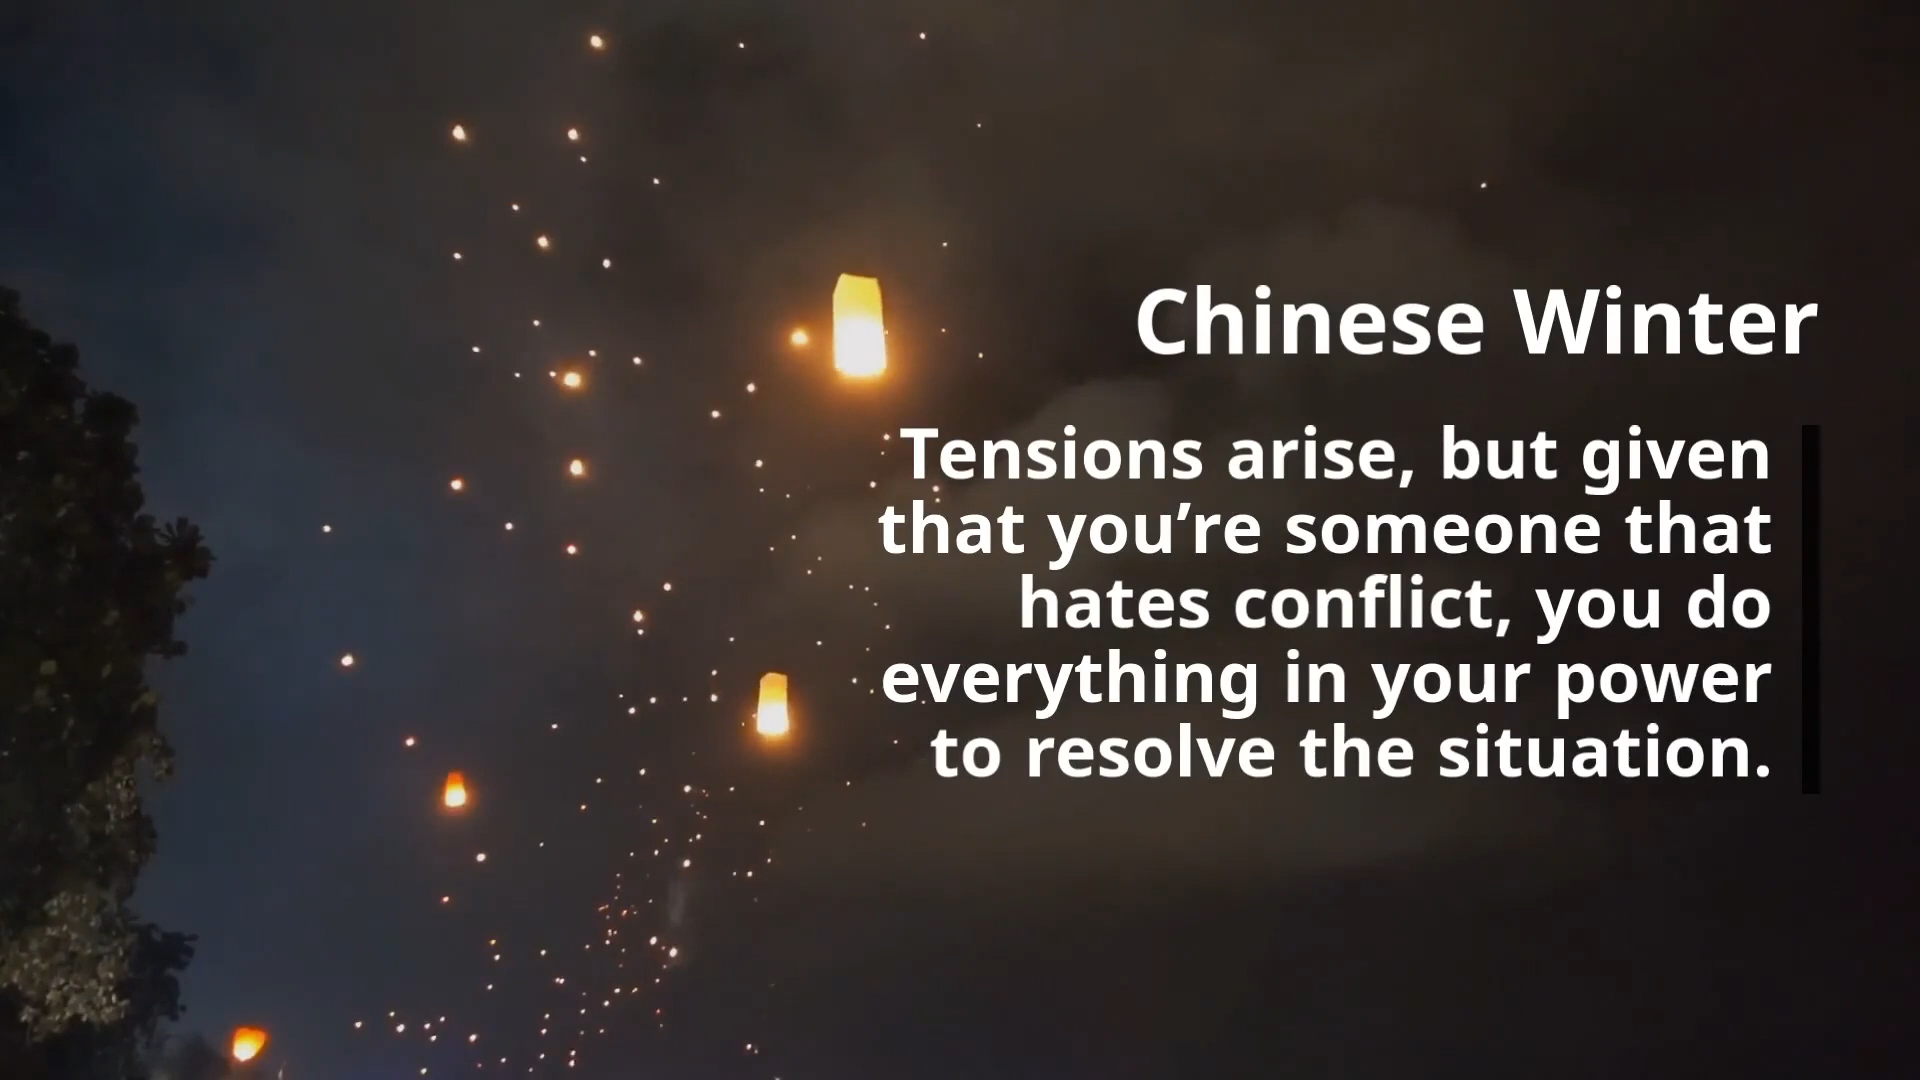 Chinese Winter
Tensions arise, but given
that you’re someone that
hates conflict, you do
everything in your power
to resolve the situation.